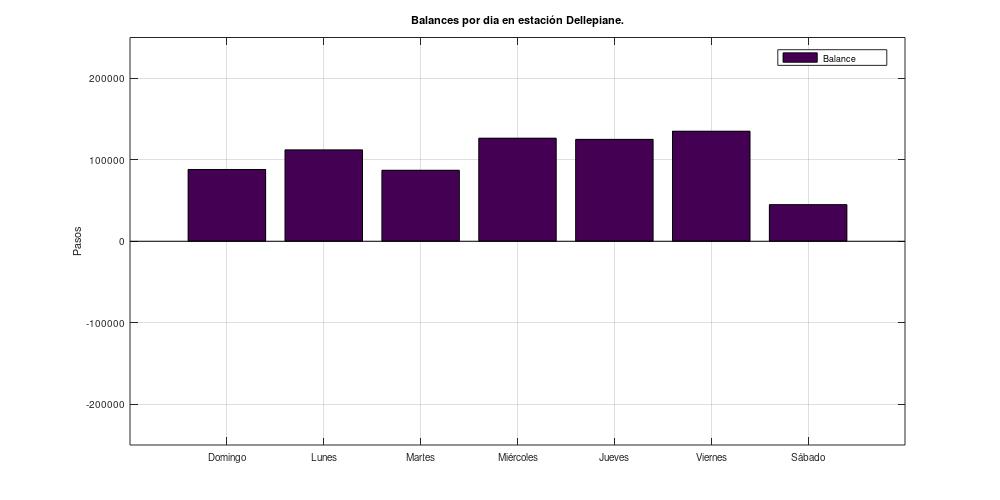 Balances por dia en estación Dellepiane.
Balance
200000
100000
0
-100000
-200000
Pasos
Domingo Lunes Martes Miércoles Jueves Viernes Sábado